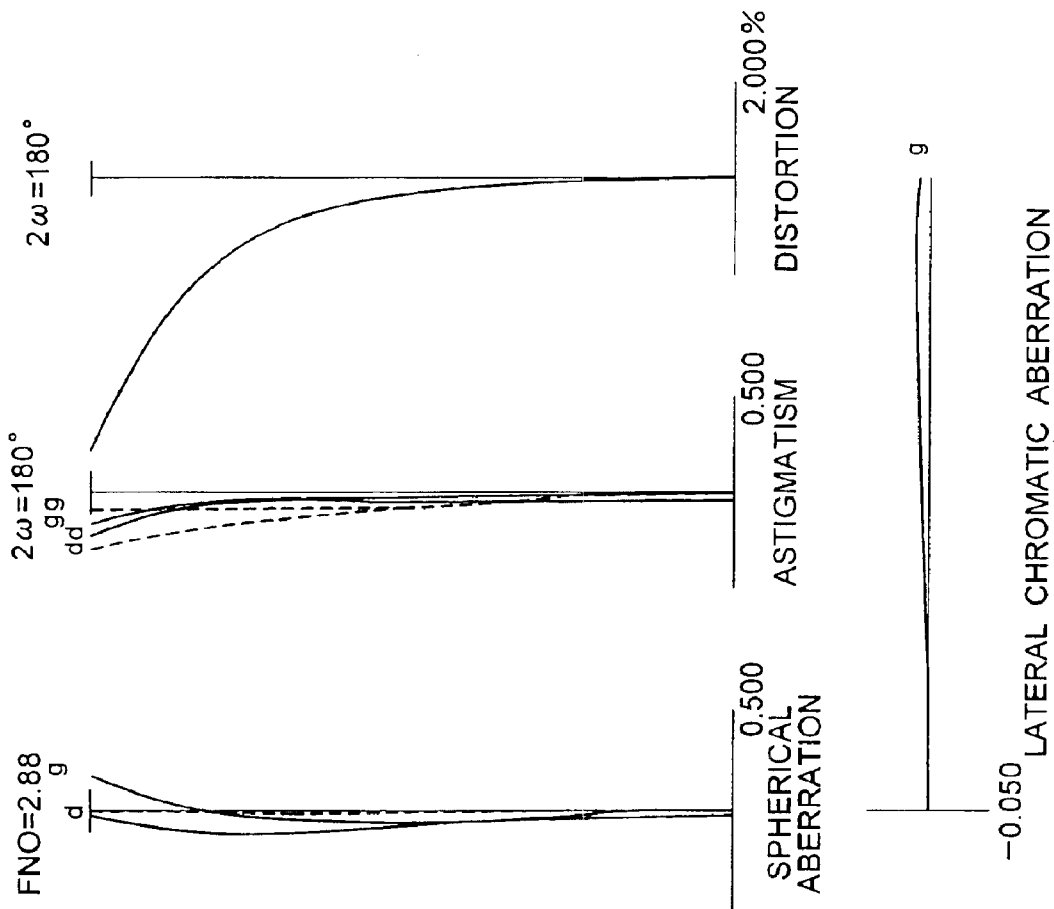 FNO=2.88
d g
0.500
SPHERICAL
ABERRATION
2ω=180°
dd gg
0.500
ASTIGMATISM
2ω=180°
2.000%
DISTORTION
g
−0.050
LATERAL CHROMATIC ABERRATION